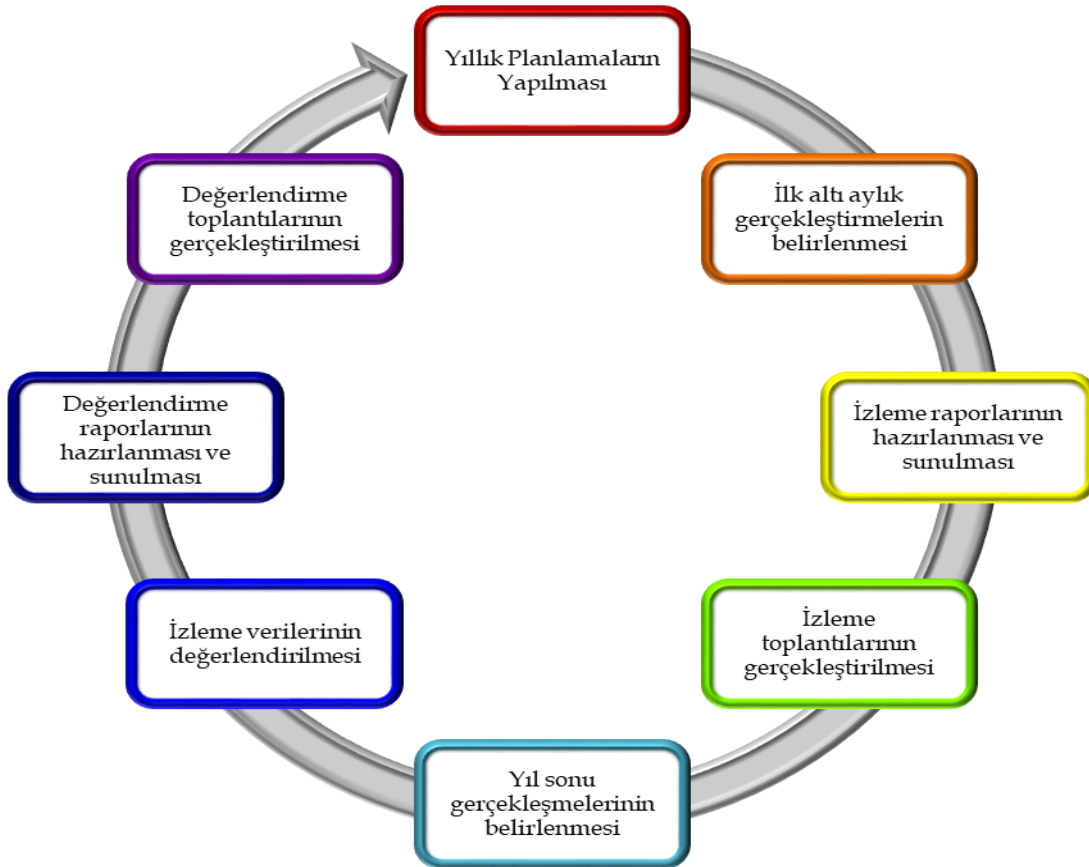 Yıllık Planlamaların
Yapılması
İlk altı aylık
gerçekleştirmelerin
belirlenmesi
İzleme raporlarının
hazırlanması ve
sunulması
İzleme
toplantılarının
gerçekleştirilmesi
Yıl sonu
gerçekleşmelerinin
belirlenmesi
İzleme verilerinin
değerlendirilmesi
Değerlendirme
raporlarının
hazırlanması ve
sunulması
Değerlendirme
toplantılarının
gerçekleştirilmesi